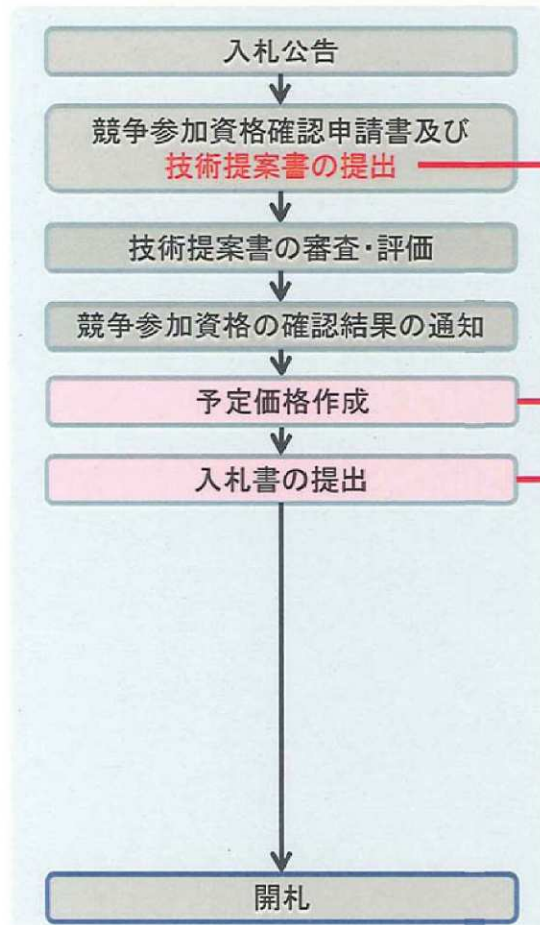 入札公告
競争参加資格確認申請書及び
技術提案書の提出
技術提案書の審査・評価
競争参加資格の確認結果の通知
予定価格作成
入札書の提出
開札